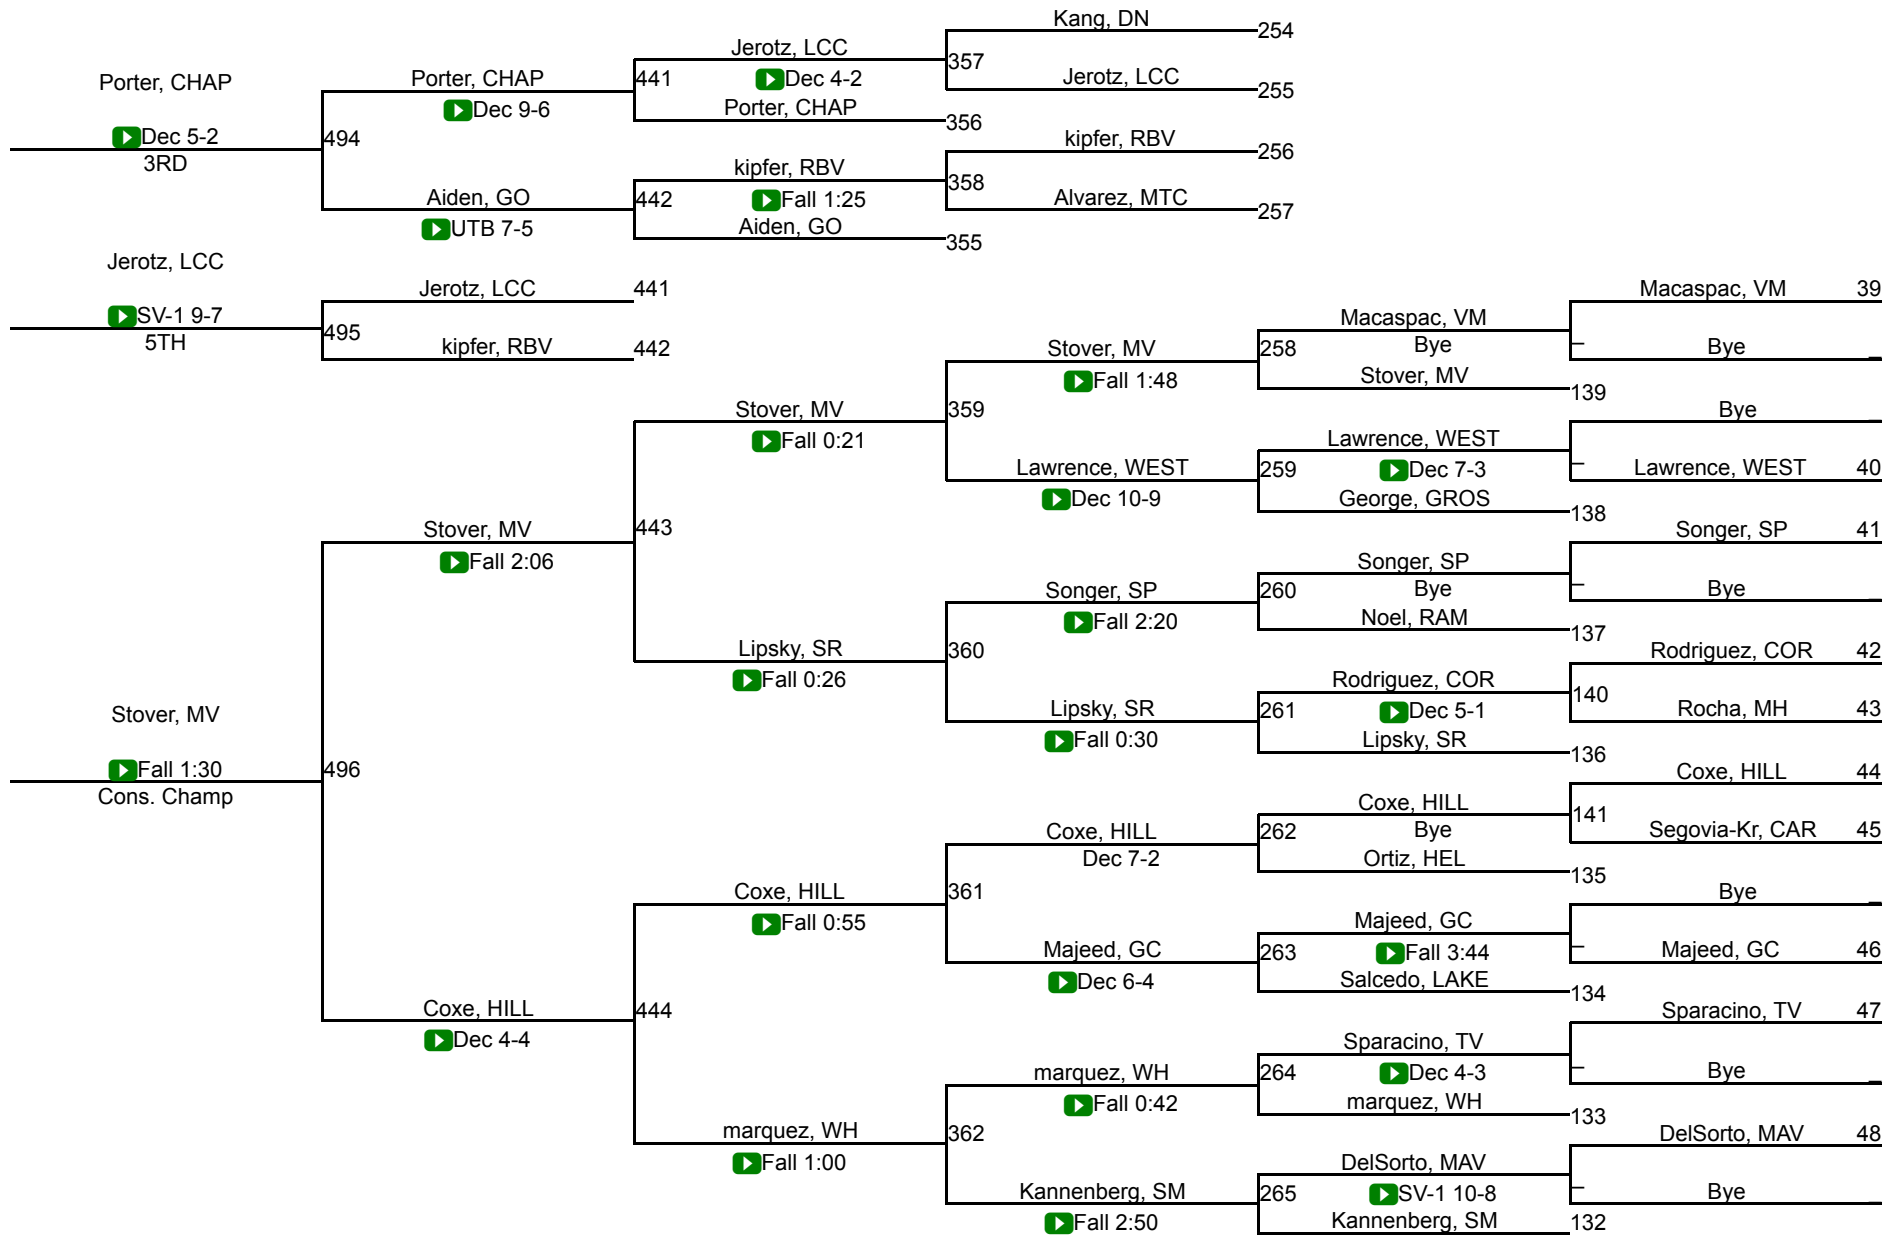 Kang, DN
254
Jerotz, LCC
357
Porter, CHAP
Porter, CHAP
441
Dec 4-2
Jerotz, LCC
255
Dec 9-6
Porter, CHAP
356
Dec 5-2
494
kipfer, RBV
256
3RD
kipfer, RBV
358
Aiden, GO
442
Fall 1:25
Alvarez, MTC
257
UTB 7-5
Aiden, GO
355
Jerotz, LCC
Jerotz, LCC
441
Macaspac, VM
39
SV-1 9-7
495
Macaspac, VM
5TH
kipfer, RBV
442
Stover, MV
258
Bye
Bye
Fall 1:48
Stover, MV
139
Stover, MV
359
Bye
Fall 0:21
Lawrence, WEST
Lawrence, WEST
259
Dec 7-3
Lawrence, WEST
40
Dec 10-9
George, GROS
138
Stover, MV
443
Songer, SP
41
Fall 2:06
Songer, SP
Songer, SP
260
Bye
Bye
Fall 2:20
Noel, RAM
137
Lipsky, SR
360
Rodriguez, COR
42
Fall 0:26
Rodriguez, COR
140
Lipsky, SR
261
Dec 5-1
Rocha, MH
43
Stover, MV
Fall 0:30
Lipsky, SR
136
Fall 1:30
496
Coxe, HILL
44
Cons. Champ
Coxe, HILL
141
Coxe, HILL
262
Bye
Segovia-Kr, CAR
45
Dec 7-2
Ortiz, HEL
135
Coxe, HILL
361
Bye
Fall 0:55
Majeed, GC
Majeed, GC
263
Fall 3:44
Majeed, GC
46
Dec 6-4
Salcedo, LAKE
134
Coxe, HILL
444
Sparacino, TV
47
Dec 4-4
Sparacino, TV
marquez, WH
264
Dec 4-3
Bye
Fall 0:42
marquez, WH
133
marquez, WH
362
DelSorto, MAV
48
Fall 1:00
DelSorto, MAV
Kannenberg, SM
265
SV-1 10-8
Bye
Fall 2:50
Kannenberg, SM
132